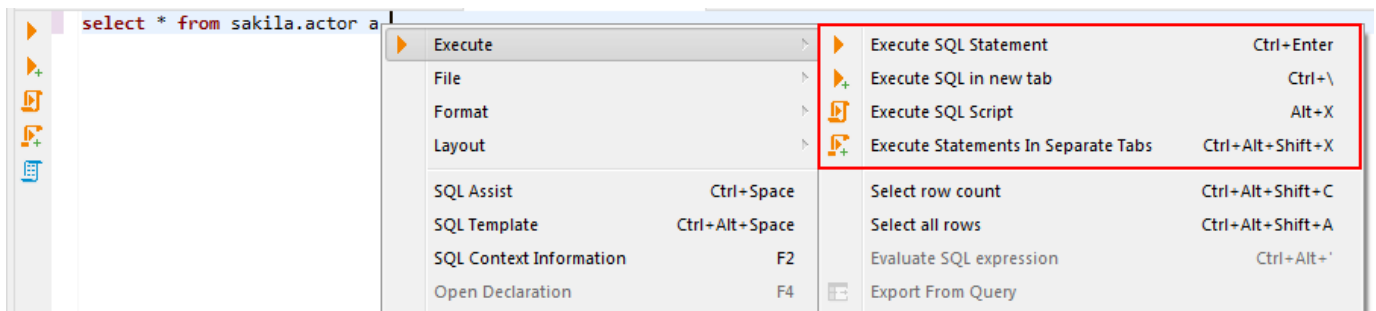 select * from sakila.actor a
Execute
File
Format
Layout
SQL Assist Ctrl+Space
SQL Template Ctrl+Alt+Space
SQL Context Information F2
Open Declaration F4
Execute SQL Statement Ctrl+Enter
Execute SQL in new tab Ctrl+\
Execute SQL Script Alt+X
Execute Statements In Separate Tabs Ctrl+Alt+Shift+X
Select row count Ctrl+Alt+Shift+C
Select all rows Ctrl+Alt+Shift+A
Evaluate SQL expression Ctrl+Alt+'
Export From Query